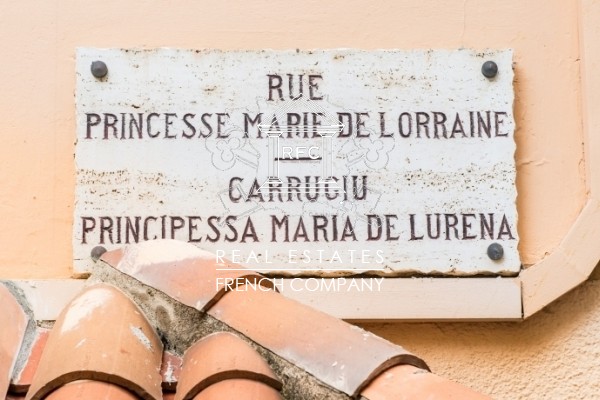 RUE
PRINCESSE MARIE DE LORRAINE
RFC
CARRUGIU
PRINCIPESSA MARIA DE LURENA
REAL ESTATES
FRENCH COMPANY